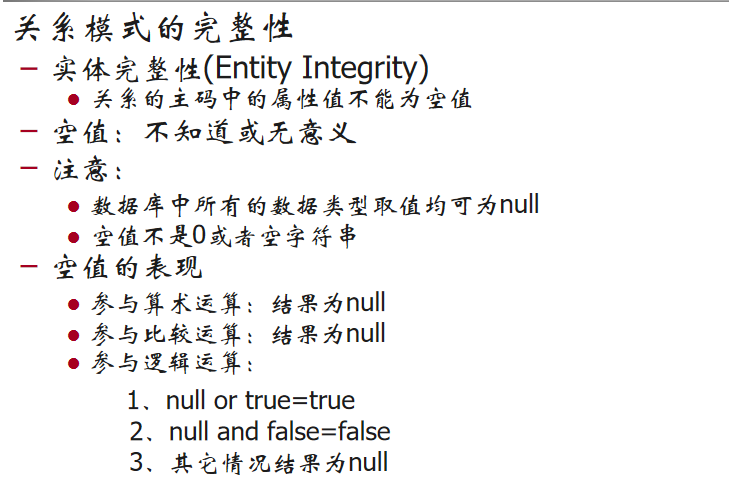 关系模式的完整性
– 实体完整性(Entity Integrity)
● 关系的主码中的属性值不能为空值
– 空值：不知道或无意义
– 注意：
● 数据库中所有的数据类型取值均可为null
● 空值不是0或者空字符串
– 空值的表现
● 参与算术运算：结果为null
● 参与比较运算：结果为null
● 参与逻辑运算：
1、null or true=true
2、null and false=false
3、其它情况结果为null